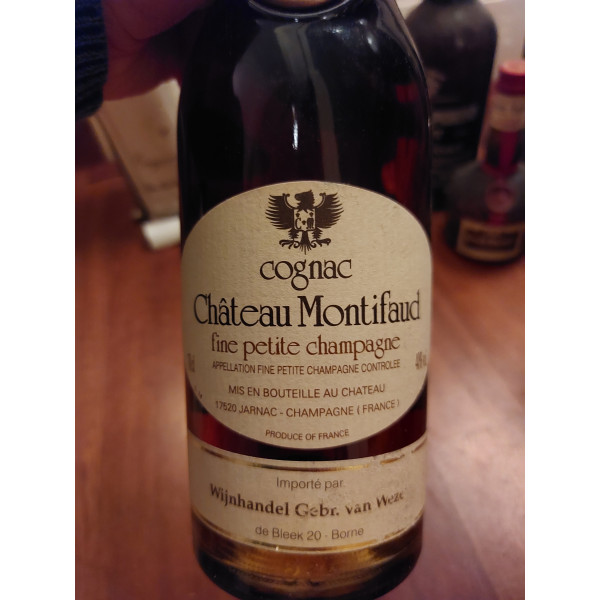 cognac
Château Montifaud
fine petite champagne
APPELLATION FINE PETITE CHAMPAGNE CONTROLEE
MIS EN BOUTEILLE AU CHATEAU
17520 JARNAC - CHAMPAGNE ( FRANCE )
PRODUCE OF FRANCE
Importé par
Wijnhandel Gebr. van
de Bleek 20 - Borne